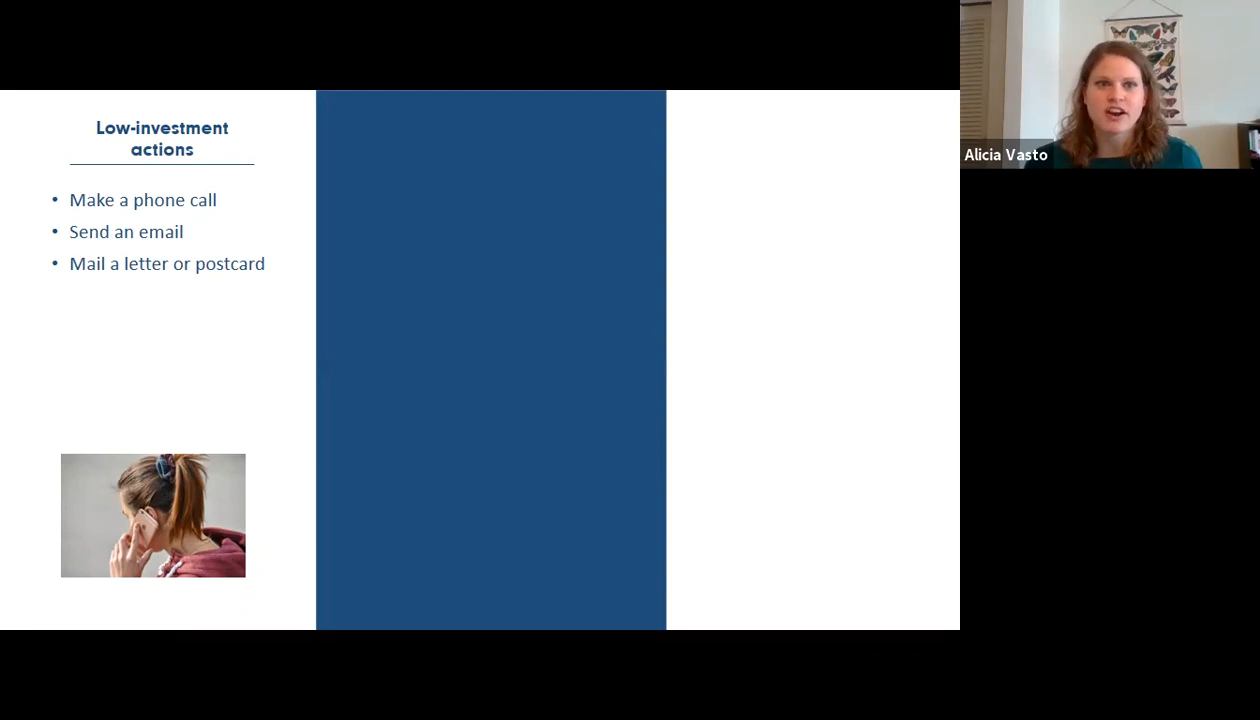 Low-investment
actions
• Make a phone call
• Send an email
• Mail a letter or postcard
Alicia Vasto